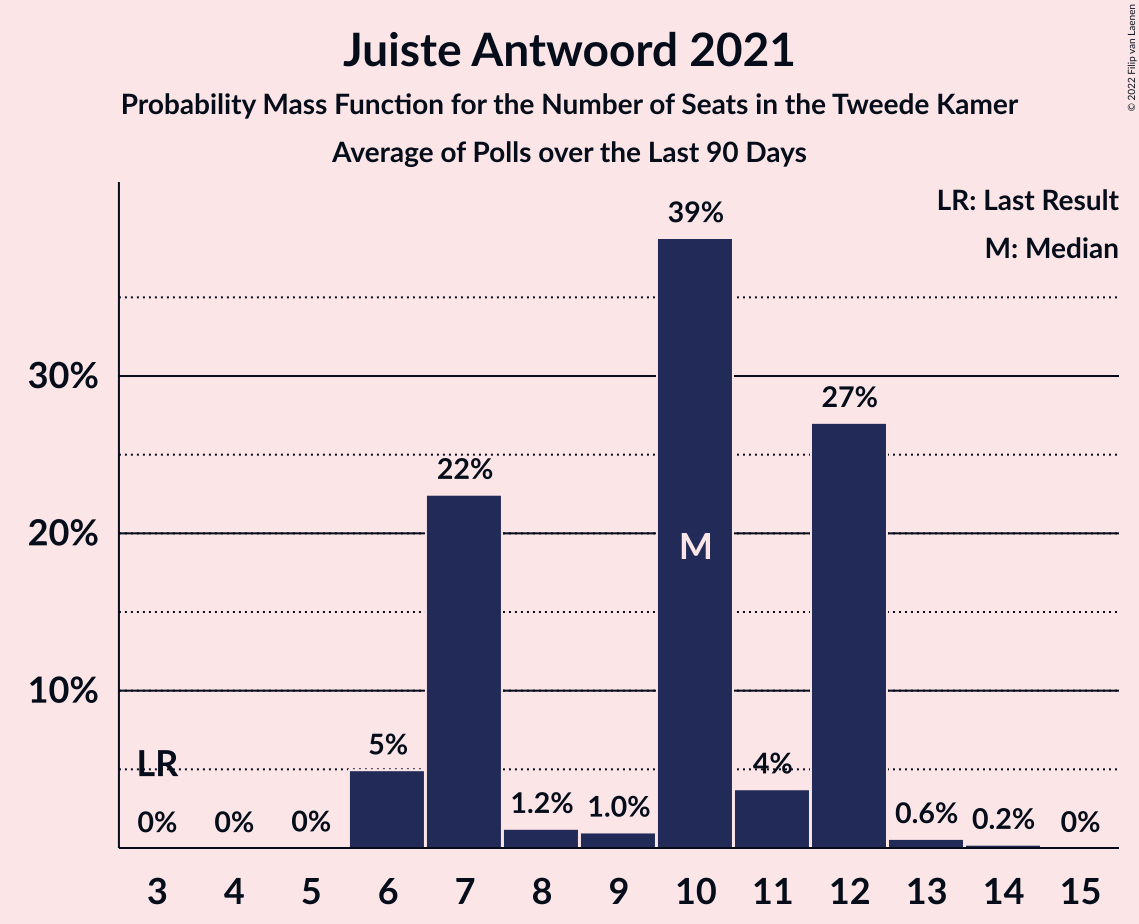 Juiste Antwoord 2021
Probability Mass Function for the Number of Seats in the Tweede Kamer
Average of Polls over the Last 90 Days
© 2022 Filip van Laenen
LR: Last Result
M: Median
39%
30%
27%
22%
20%
M
10%
5%
LR
4%
0% 0% 0% 1.2% 1.0% 0.6% 0.2% 0%
3 4 5 6 7 8 9 10 11 12 13 14 15